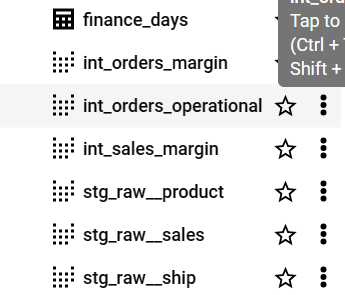 finance_days
Tap to
int_orders_margin
(Ctrl +
Shift +
int_orders_operational
int_sales_margin
stg_raw__product
stg_raw__sales
stg_raw__ship